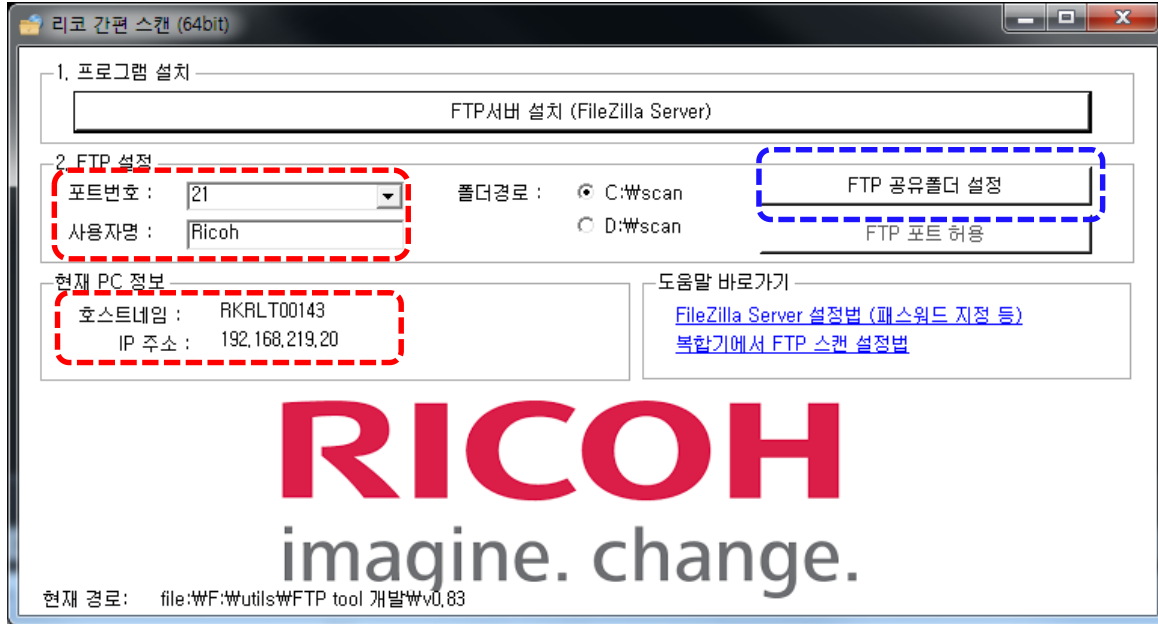 리코 간편 스캔 (64bit)
1. 프로그램 설치
FTP서버 설치 (FileZilla Server)
2. FTP 설정
포트번호 : 21
사용자명 : Ricoh
폴더경로 : C:₩scan
D:₩scan
FTP 공유폴더 설정
FTP 포트 허용
현재 PC 정보
호스트네임 : RKRLT00143
IP 주소 : 192.168.219.20
도움말 바로가기
FileZilla Server 설정법 (패스워드 지정 등)
복합기에서 FTP 스캔 설정법
RICOH
imagine. change.
현재 경로: file:₩F:₩utils₩FTP tool 개발₩v0.83